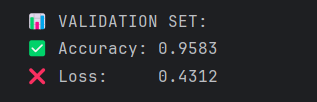 📊 VALIDATION SET:
✅ Accuracy: 0.9583
❌ Loss:     0.4312